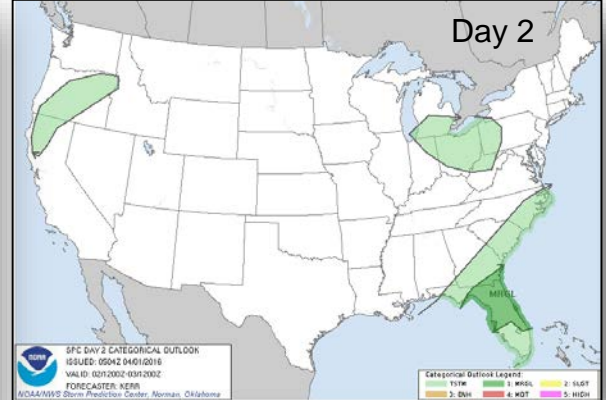 Day 2
MRGL
SPC DAY 2 CATEGORICAL OUTLOOK
ISSUED: 0504Z 04/01/2016
VALID: 02/1200Z-03/1200Z
FORECASTER: KERR
NOAA/NWS Storm Prediction Center, Norman, Oklahoma
NOAA
Categorical Outlook Legend:
TSTM 1: MRGL 2: SLGT
3: ENH 4: MDT 5: HIGH